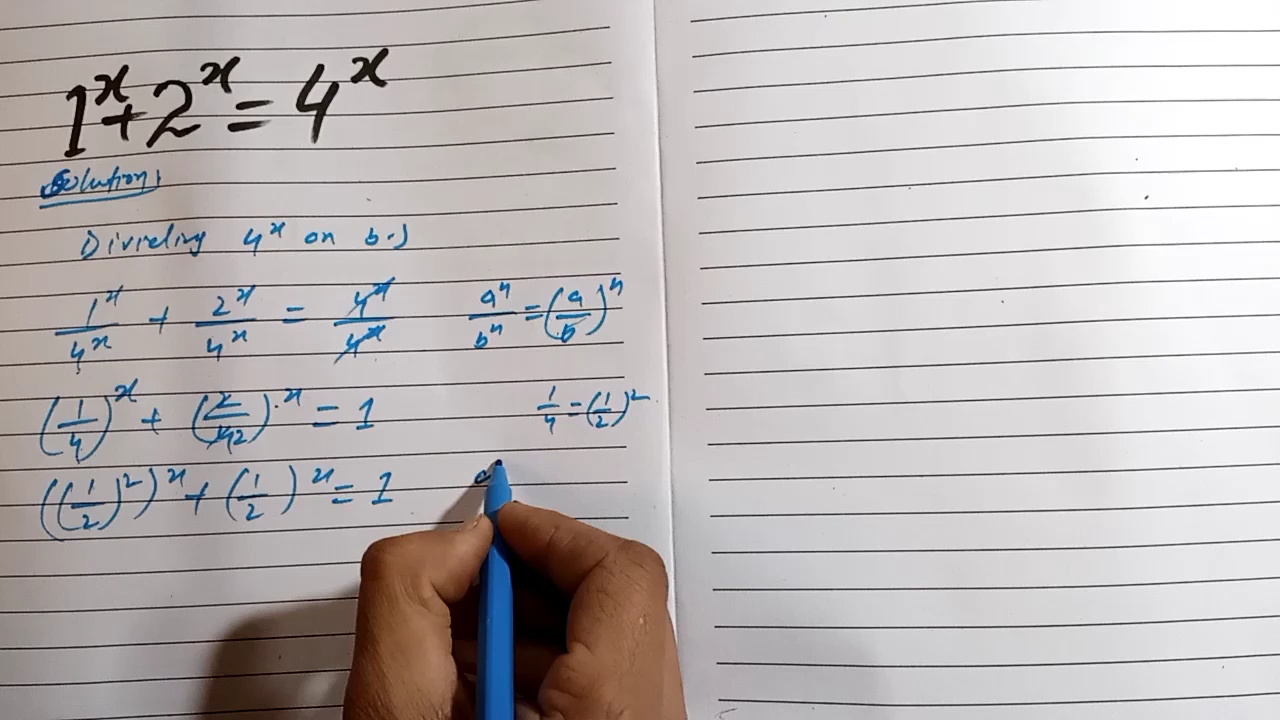 1^x + 2^x = 4^x
Solution:
Dividing 4^x on b.s
1^x/4^x + 2^x/4^x = 4^x/4^x    a^n/b^n = (a/b)^n
(1/4)^x + (2/42)^x = 1    1/4 = (1/2)^2
((1/2)^2)^x + (1/2)^x = 1